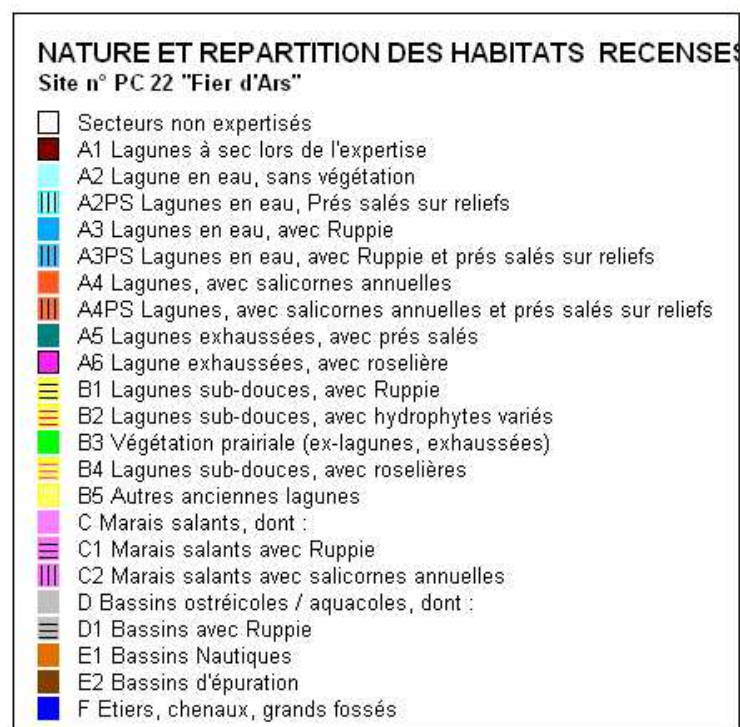 NATURE ET REPARTITION DES HABITATS RECENSES
Site n° PC 22 "Fier d'Ars"
Secteurs non expertisés
A1 Lagunes à sec lors de l'expertise
A2 Lagune en eau, sans végétation
A2PS Lagunes en eau, Prés salés sur reliefs
A3 Lagunes en eau, avec Ruppie
A3PS Lagunes en eau, avec Ruppie et prés salés sur reliefs
A4 Lagunes, avec salicornes annuelles
A4PS Lagunes, avec salicornes annuelles et prés salés sur reliefs
A5 Lagunes exhaussées, avec prés salés
A6 Lagune exhaussées, avec roselière
B1 Lagunes sub-douces, avec Ruppie
B2 Lagunes sub-douces, avec hydrophytes variés
B3 Végétation prairiale (ex-lagunes, exhaussées)
B4 Lagunes sub-douces, avec roselières
B5 Autres anciennes lagunes
C Marais salants, dont :
C1 Marais salants avec Ruppie
C2 Marais salants avec salicornes annuelles
D Bassins ostréicoles / aquacoles, dont :
D1 Bassins avec Ruppie
E1 Bassins Nautiques
E2 Bassins d'épuration
F Etiers, chenaux, grands fossés